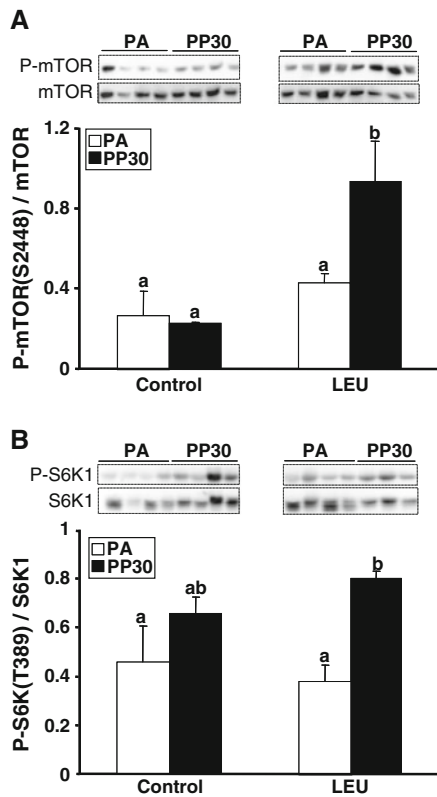 A
PA PP30 PA PP30
P-mTOR
mTOR
1.2
PA
PP30
b
0.8
P-mTOR(S2448) / mTOR
0.4
a a a
0
Control LEU
B
PA PP30 PA PP30
P-S6K1
S6K1
0.8
PA
PP30
b
ab
0.6
a
a
P-S6K(T389) / S6K1
0.4
0.2
0
Control LEU